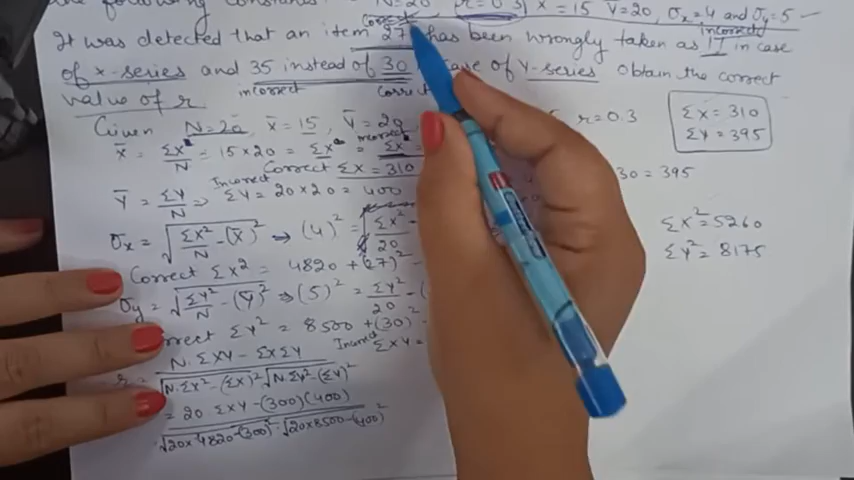 the following constants N=20 r=0.3 X̄=15 Ȳ=20, σx=4 and σy=5
correct incorrect
It was detected that an item 27 has been wrongly taken as 17 in case
of x-series and 35 instead of 30 case of Y-series Obtain the correct
incorrect correct
value of r
Given N=20, x̄=15, Ȳ=20 r=0.3
X̄ = ΣX/N = 15×20 = ΣX = incorrect ΣX
Correct ΣX=310
Ȳ = ΣY/N ⇒ Incorrect ΣY = 20×20 = 400 30 = 395
σx = √ΣX²/N-(X̄)² → (4)² = ΣX²/20
Correct ΣX² = 4820+(27)²-
σy = √ΣY²/N-(Ȳ)² ⇒ (5)² = ΣY²/20 -(
ΣY² = 8500+(30)²
Incorrect ΣXY =
N·ΣXY-ΣXΣY
√N·ΣX²-(ΣX)² √N·ΣY²-(ΣY)²
= 20 ΣXY-(300)(400)
√20×4820-(300)² · √20×8500-(400)²
ΣX=310
ΣY=395
ΣX²=5260
ΣY²=8175